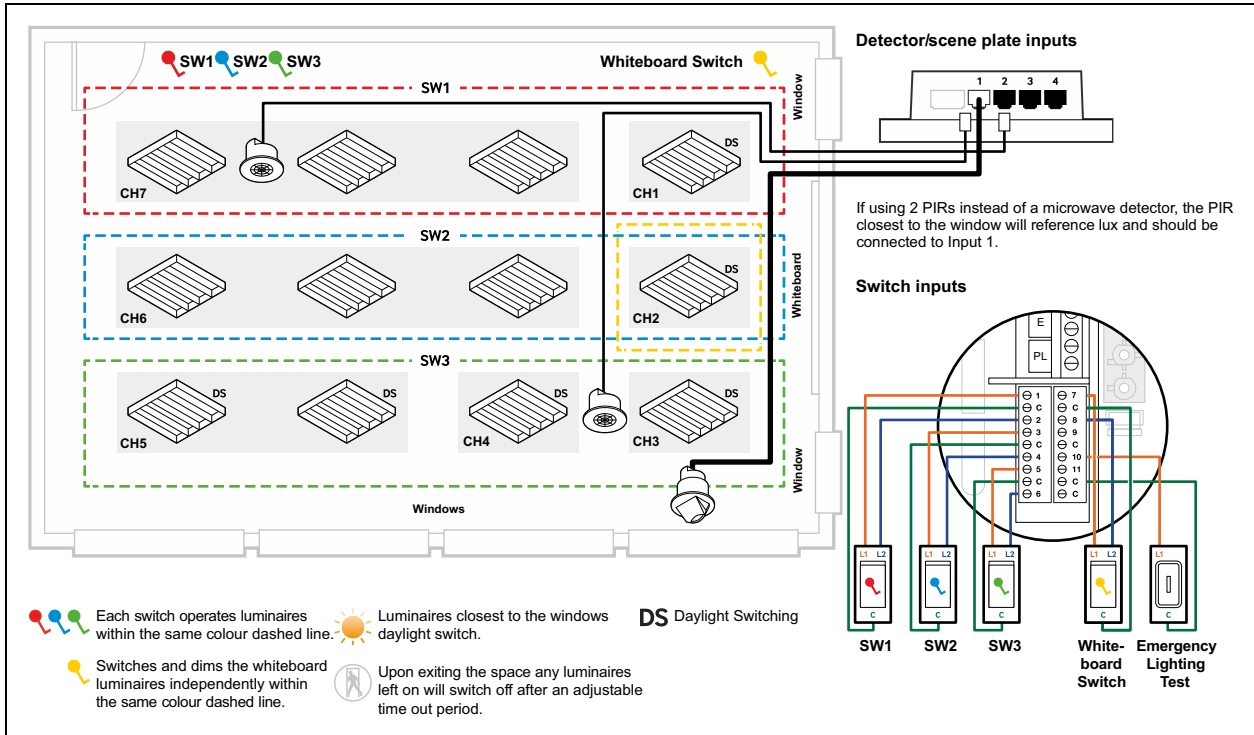 SW1 SW2 SW3
Whiteboard Switch
Window
SW1
DS
CH7
CH1
SW2
DS
CH6
CH2
Whiteboard
SW3
DS
DS
DS
CH5
CH4
CH3
Window
Windows
Detector/scene plate inputs
1 2 3 4
If using 2 PIRs instead of a microwave detector, the PIR
closest to the window will reference lux and should be
connected to Input 1.
Switch inputs
E
PL
1 7
C C
2 8
3 9
C C
4 10
5 11
C C
6 C
L1 L2
L1 L2
L1 L2
L1 L2
L1
C
C
C
C
C
SW1
SW2
SW3
White-
board
Switch
Emergency
Lighting
Test
Each switch operates luminaires
within the same colour dashed line.
Switches and dims the whiteboard
luminaires independently within
the same colour dashed line.
Luminaires closest to the windows
daylight switch.
Upon exiting the space any luminaires
left on will switch off after an adjustable
time out period.
DS Daylight Switching